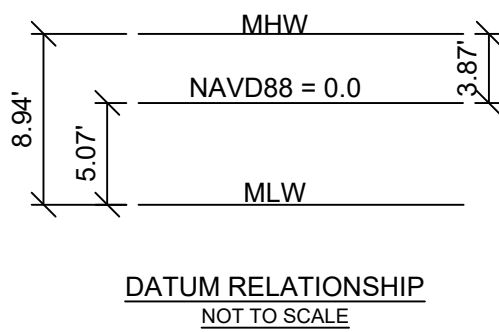 MHW
3.87'
NAVD88 = 0.0
8.94'
5.07'
MLW
DATUM RELATIONSHIP
NOT TO SCALE